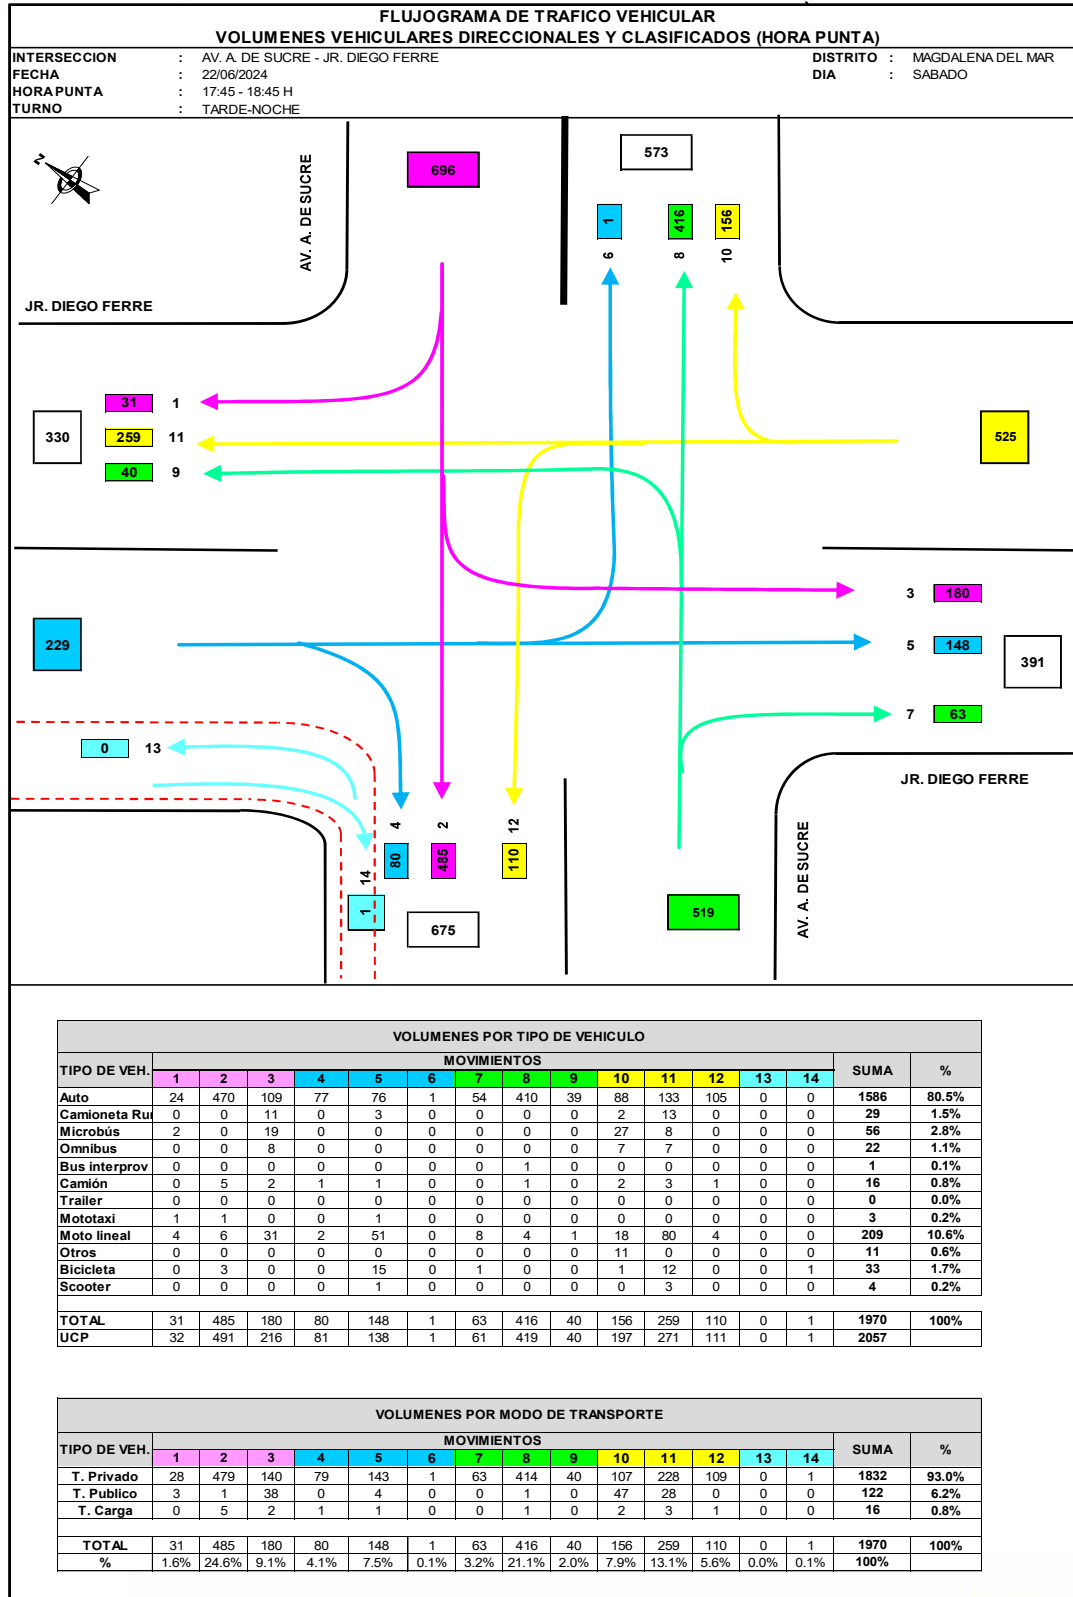 FLUJOGRAMA DE TRAFICO VEHICULAR
VOLUMENES VEHICULARES DIRECCIONALES Y CLASIFICADOS (HORA PUNTA)
INTERSECCION : AV. A. DE SUCRE - JR. DIEGO FERRE DISTRITO : MAGDALENA DEL MAR
FECHA : 22/06/2024 DIA : SABADO
HORA PUNTA : 17:45 - 18:45 H
TURNO : TARDE-NOCHE
N
AV. A. DE SUCRE
696
573
1 416 156
6 8 10
JR. DIEGO FERRE
31 1
330 259 11 525
40 9
3 180
229 5 148
391
7 63
0 13
JR. DIEGO FERRE
4 2 12
80 485 110
14
1
675
519
AV. A. DE SUCRE
VOLUMENES POR TIPO DE VEHICULO
TIPO DE VEH. MOVIMIENTOS SUMA %
1 2 3 4 5 6 7 8 9 10 11 12 13 14
Auto 24 470 109 77 76 1 54 410 39 88 133 105 0 0 1586 80.5%
Camioneta Rur 0 0 11 0 3 0 0 0 0 2 13 0 0 0 29 1.5%
Microbús 2 0 19 0 0 0 0 0 0 27 8 0 0 0 56 2.8%
Omnibus 0 0 8 0 0 0 0 0 0 7 7 0 0 0 22 1.1%
Bus interprov 0 0 0 0 0 0 0 1 0 0 0 0 0 0 1 0.1%
Camión 0 5 2 1 1 0 0 1 0 2 3 1 0 0 16 0.8%
Trailer 0 0 0 0 0 0 0 0 0 0 0 0 0 0 0 0.0%
Mototaxi 1 1 0 0 1 0 0 0 0 0 0 0 0 0 3 0.2%
Moto lineal 4 6 31 2 51 0 8 4 1 18 80 4 0 0 209 10.6%
Otros 0 0 0 0 0 0 0 0 0 11 0 0 0 0 11 0.6%
Bicicleta 0 3 0 0 15 0 1 0 0 1 12 0 0 1 33 1.7%
Scooter 0 0 0 0 1 0 0 0 0 0 3 0 0 0 4 0.2%
TOTAL 31 485 180 80 148 1 63 416 40 156 259 110 0 1 1970 100%
UCP 32 491 216 81 138 1 61 419 40 197 271 111 0 1 2057
VOLUMENES POR MODO DE TRANSPORTE
TIPO DE VEH. MOVIMIENTOS SUMA %
1 2 3 4 5 6 7 8 9 10 11 12 13 14
T. Privado 28 479 140 79 143 1 63 414 40 107 228 109 0 1 1832 93.0%
T. Publico 3 1 38 0 4 0 0 1 0 47 28 0 0 0 122 6.2%
T. Carga 0 5 2 1 1 0 0 1 0 2 3 1 0 0 16 0.8%
TOTAL 31 485 180 80 148 1 63 416 40 156 259 110 0 1 1970 100%
% 1.6% 24.6% 9.1% 4.1% 7.5% 0.1% 3.2% 21.1% 2.0% 7.9% 13.1% 5.6% 0.0% 0.1% 100%